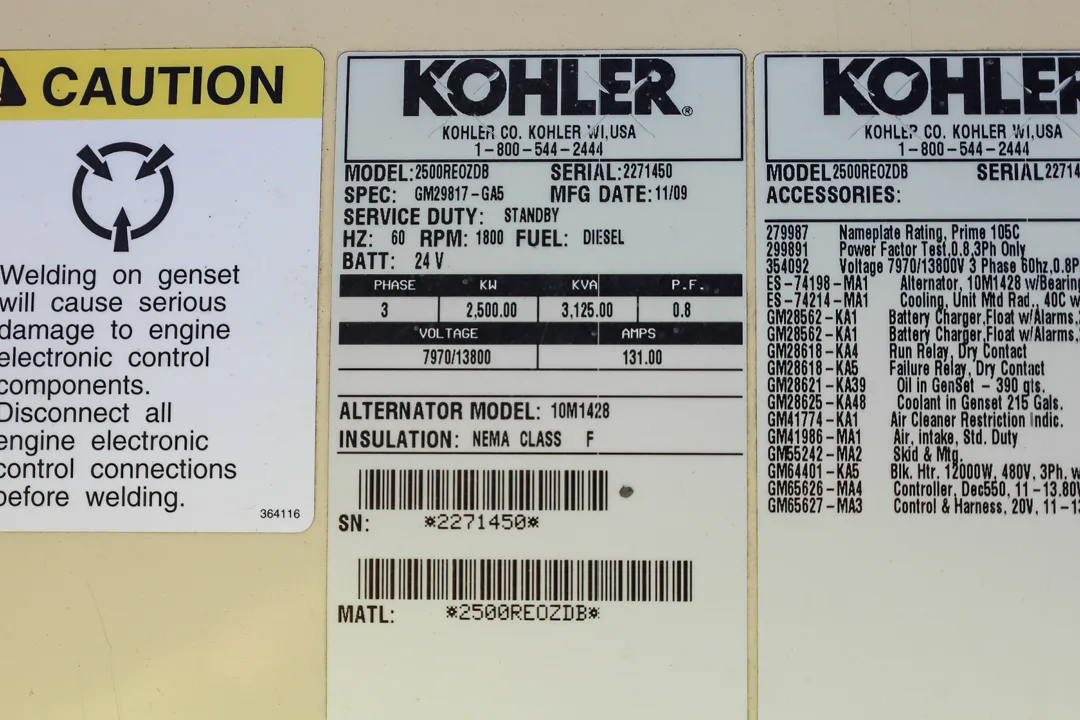 CAUTION
Welding on genset
will cause serious
damage to engine
electronic control
components.
Disconnect all
engine electronic
control connections
before welding.
364116
KOHLER®
KOHLER CO. KOHLER WI,USA
1-800-544-2444
MODEL:2500REOZDB SERIAL:2271450
SPEC: GM29817-GA5 MFG DATE:11/09
SERVICE DUTY: STANDBY
HZ: 60 RPM: 1800 FUEL: DIESEL
BATT: 24 V
PHASE KW KVA P.F.
3 2,500.00 3,125.00 0.8
VOLTAGE AMPS
7970/13800 131.00
ALTERNATOR MODEL: 10M1428
INSULATION: NEMA CLASS F
SN: *2271450*
MATL: *2500REOZDB*
KOHLER
KOHLER CO. KOHLER WI,USA
1-800-544-2444
MODEL:2500REOZDB SERIAL:22714
ACCESSORIES:
279987 Nameplate Rating, Prime 105C
299891 Power Factor Test,0.8,3Ph Only
354092 Voltage 7970/13800V 3 Phase 60hz,0.8P
ES-74198-MA1 Alternator, 10M1428 w/Bearin
ES-74214-MA1 Cooling, Unit Mtd Rad., 40C w
GM28562-KA1 Battery Charger,Float w/Alarms,
GM28562-KA1 Battery Charger,Float w/Alarms,
GM28618-KA4 Run Relay, Dry Contact
GM28618-KA5 Failure Relay, Dry Contact
GM28621-KA39 Oil in GenSet - 390 qts.
GM28625-KA48 Coolant in Genset 215 Gals.
GM41774-KA1 Air Cleaner Restriction Indic.
GM41986-MA1 Air, intake, Std. Duty
GM55242-MA2 Skid & Mtg.
GM64401-KA5 Blk. Htr. 12000W, 480V, 3Ph, w
GM65626-MA4 Controller, Dec550, 11-13.80
GM65627-MA3 Control & Harness, 20V, 11-1